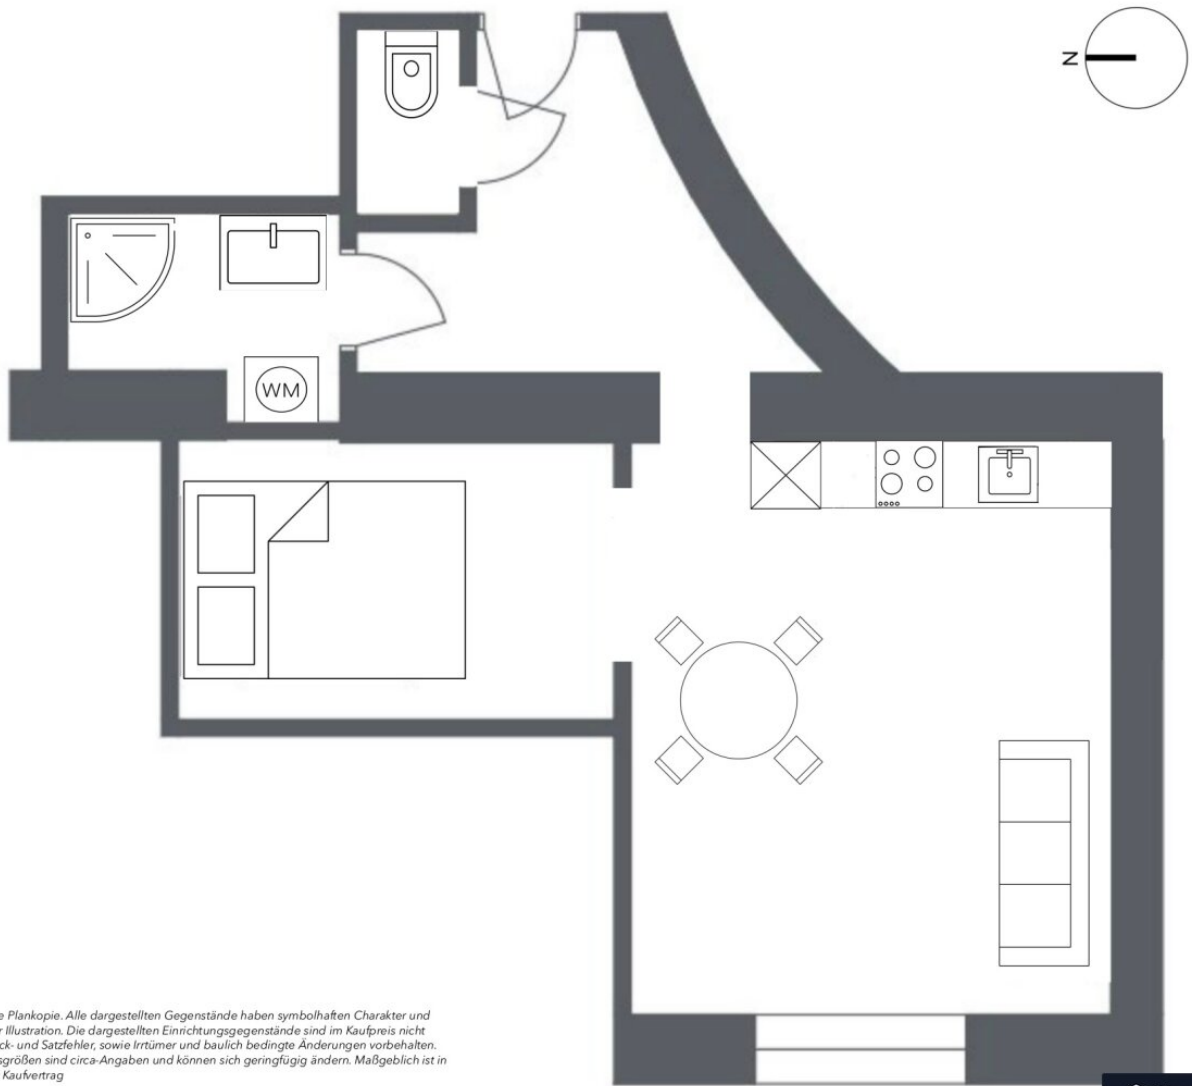 N
WM
e Plankopie. Alle dargestellten Gegenstände haben symbolhaften Charakter und
r Illustration. Die dargestellten Einrichtungsgegenstände sind im Kaufpreis nicht
ck- und Satzfehler, sowie Irrtümer und baulich bedingte Änderungen vorbehalten.
sgrößen sind circa-Angaben und können sich geringfügig ändern. Maßgeblich ist in
Kaufvertrag